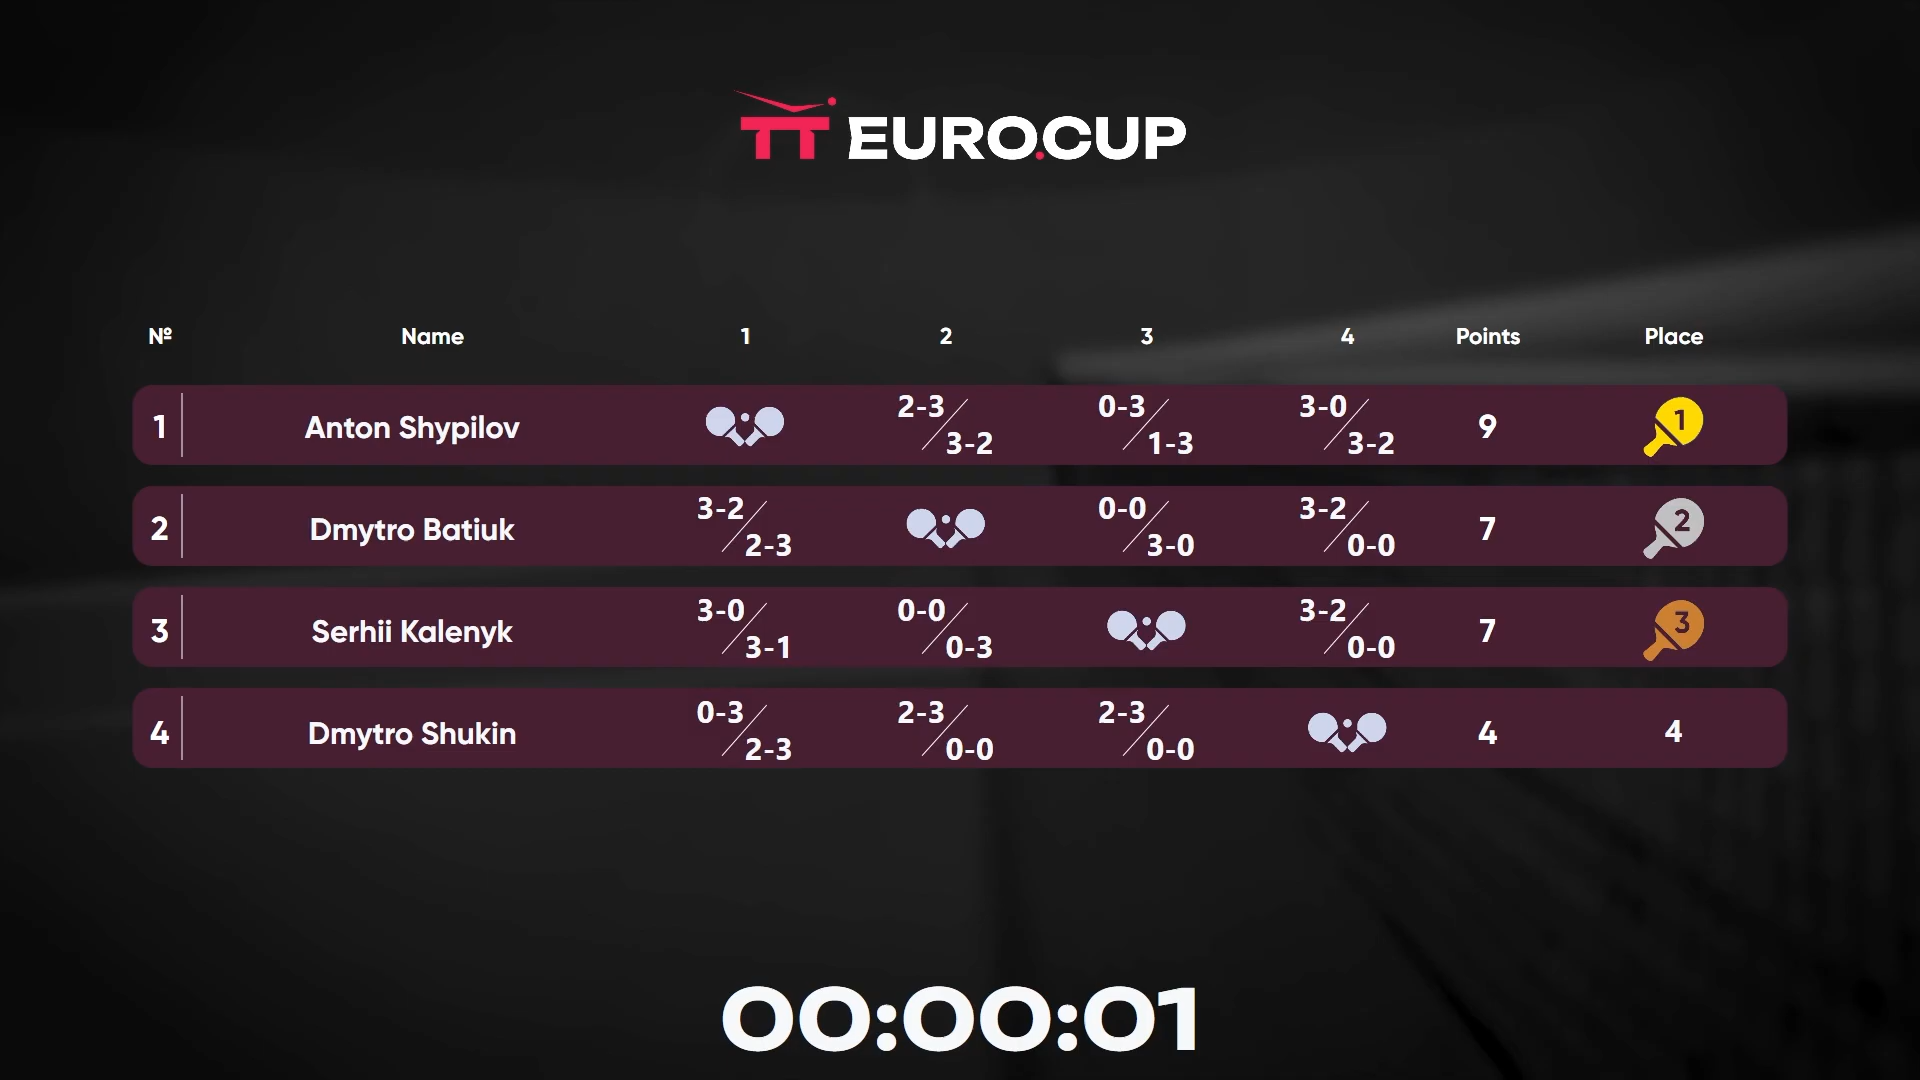 TT EURO.CUP
№ Name 1 2 3 4 Points Place
1 Anton Shypilov 2-3 3-2 0-3 1-3 3-0 3-2 9 1
2 Dmytro Batiuk 3-2 2-3 0-0 3-0 3-2 0-0 7 2
3 Serhii Kalenyk 3-0 3-1 0-0 0-3 3-2 0-0 7 3
4 Dmytro Shukin 0-3 2-3 2-3 0-0 2-3 0-0 4 4
00:00:01